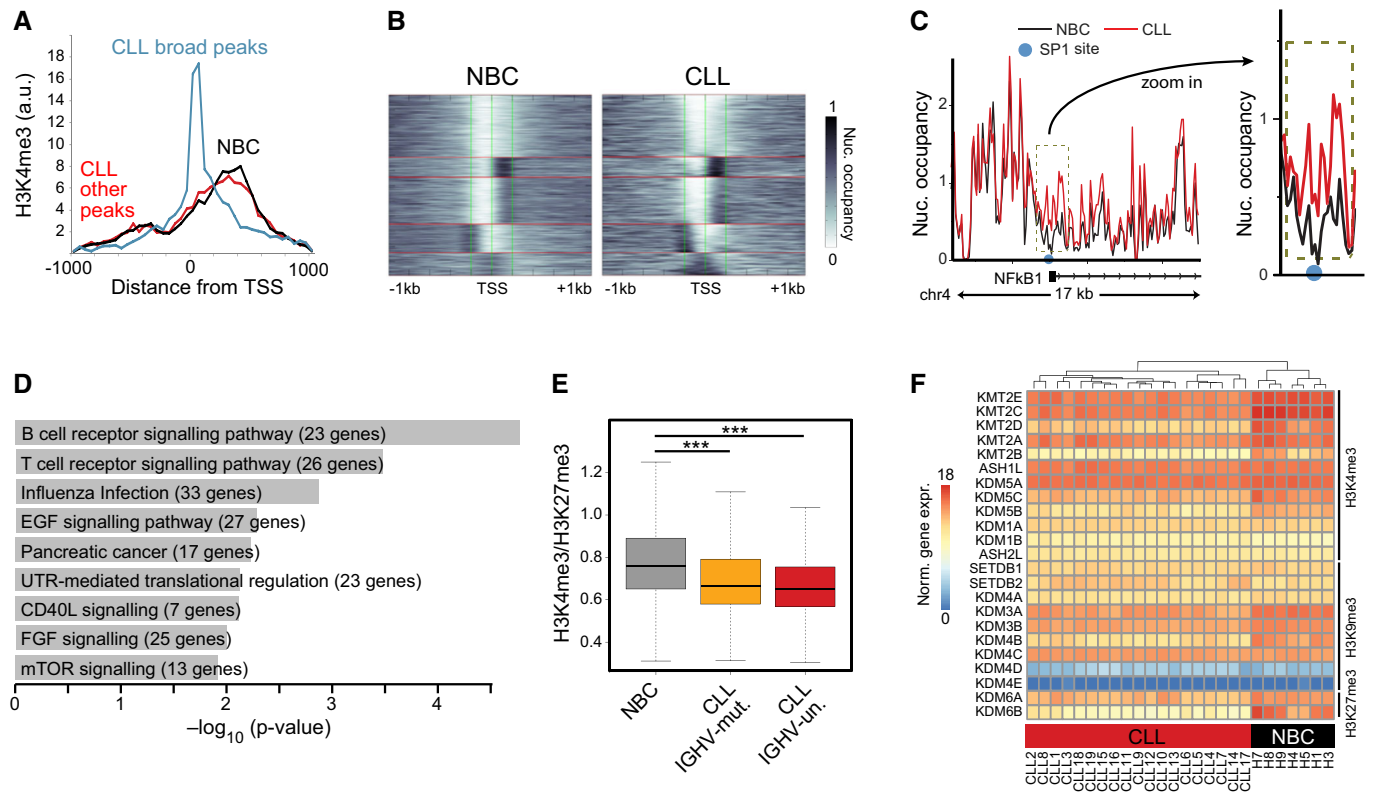 A
CLL broad peaks
H3K4me3 (a.u.)
18
16
14
12
10
8
6
4
2
NBC
CLL
other
peaks
-1000
0
1000
Distance from TSS
B
NBC
CLL
1
Nuc. occupancy
0
-1kb
TSS
+1kb
-1kb
TSS
+1kb
C
NBC
CLL
SP1 site
zoom in
Nuc. occupancy
2
1
0
NFkB1
chr4
17 kb
Nuc. occupancy
1
0
D
B cell receptor signalling pathway (23 genes)
T cell receptor signalling pathway (26 genes)
Influenza Infection (33 genes)
EGF signalling pathway (27 genes)
Pancreatic cancer (17 genes)
UTR-mediated translational regulation (23 genes)
CD40L signalling (7 genes)
FGF signalling (25 genes)
mTOR signalling (13 genes)
0
1
2
3
4
–log10 (p-value)
E
H3K4me3/H3K27me3
1.2
1.0
0.8
0.6
0.4
***
***
NBC
CLL
IGHV-mut.
CLL
IGHV-un.
F
Norm. gene expr.
18
0
KMT2E
KMT2C
KMT2D
KMT2A
KMT2B
ASH1L
KDM5A
KDM5C
KDM5B
KDM1A
KDM1B
ASH2L
SETDB1
SETDB2
KDM4A
KDM3A
KDM3B
KDM4B
KDM4C
KDM4D
KDM4E
KDM6A
KDM6B
H3K4me3
H3K9me3
H3K27me3
CLL
NBC
CLL2
CLL8
CLL1
CLL3
CLL18
CLL19
CLL15
CLL16
CLL11
CLL9
CLL12
CLL10
CLL13
CLL6
CLL5
CLL4
CLL7
CLL14
CLL17
H7
H8
H9
H4
H5
H1
H3